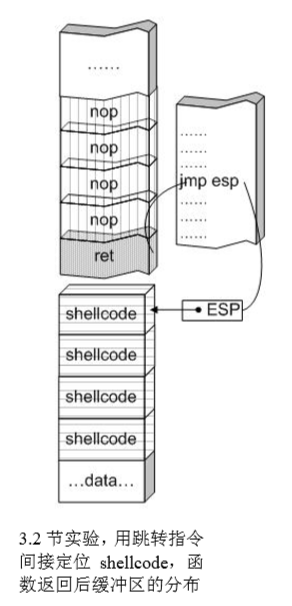 ......
nop
nop
nop
nop
ret
......
......
jmp esp
......
......
......
ESP
shellcode
shellcode
shellcode
shellcode
...data...
3.2 节实验，用跳转指令
间接定位 shellcode，函
数返回后缓冲区的分布